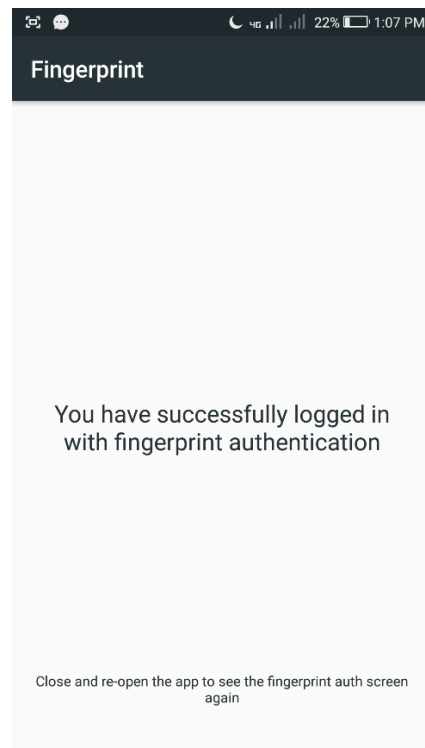 4G 22% 1:07 PM
Fingerprint
You have successfully logged in
with fingerprint authentication
Close and re-open the app to see the fingerprint auth screen
again